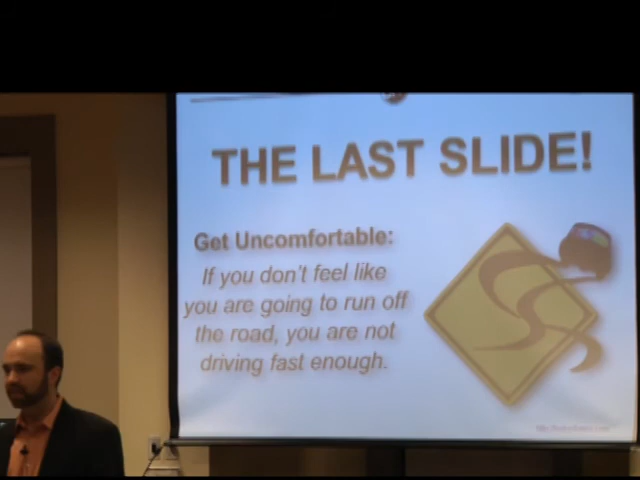 THE LAST SLIDE!
Get Uncomfortable:
If you don't feel like
you are going to run off
the road, you are not
driving fast enough.